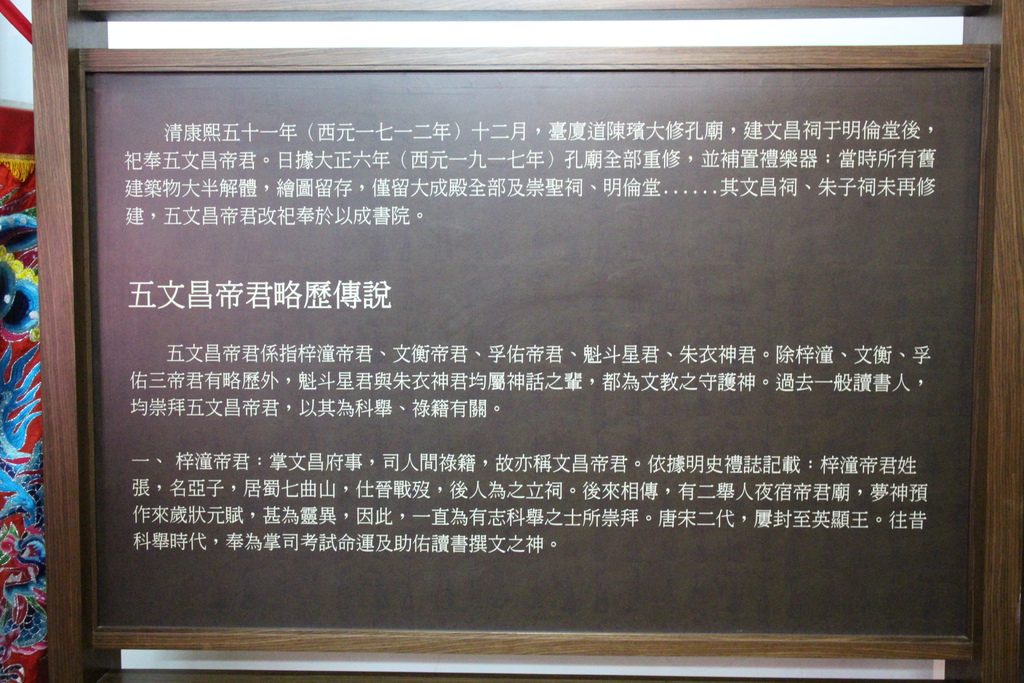 清康熙五十一年（西元一七一二年）十二月，臺廈道陳璸大修孔廟，建文昌祠于明倫堂後，
祀奉五文昌帝君。日據大正六年（西元一九一七年）孔廟全部重修，並補置禮樂器；當時所有舊
建築物大半解體，繪圖留存，僅留大成殿全部及崇聖祠、明倫堂......其文昌祠、朱子祠未再修
建，五文昌帝君改祀奉於以成書院。
五文昌帝君略歷傳說
五文昌帝君係指梓潼帝君、文衡帝君、孚佑帝君、魁斗星君、朱衣神君。除梓潼、文衡、孚
佑三帝君有略歷外，魁斗星君與朱衣神君均屬神話之輩，都為文教之守護神。過去一般讀書人，
均崇拜五文昌帝君，以其為科舉、祿籍有關。
一、 梓潼帝君：掌文昌府事，司人間祿籍，故亦稱文昌帝君。依據明史禮誌記載：梓潼帝君姓
張，名亞子，居蜀七曲山，仕晉戰歿，後人為之立祠。後來相傳，有二舉人夜宿帝君廟，夢神預
作來歲狀元賦，甚為靈異，因此，一直為有志科舉之士所崇拜。唐宋二代，屢封至英顯王。往昔
科舉時代，奉為掌司考試命運及助佑讀書撰文之神。